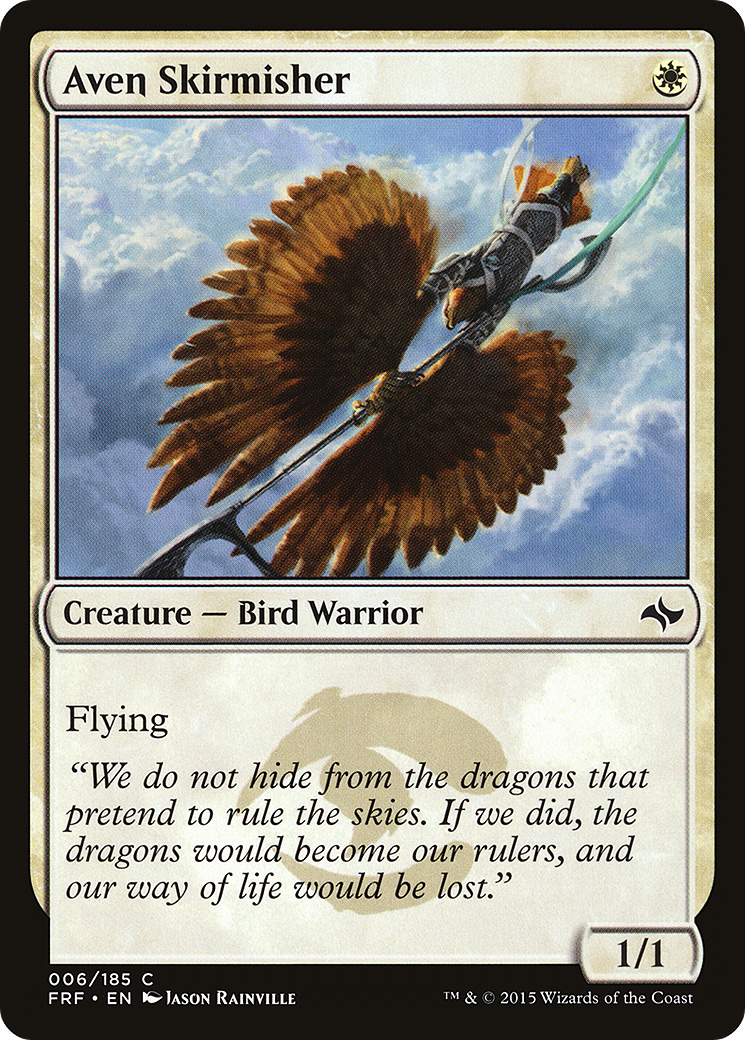 Aven Skirmisher
Creature — Bird Warrior
Flying
“We do not hide from the dragons that
pretend to rule the skies. If we did, the
dragons would become our rulers, and
our way of life would be lost.”
1/1
006/185 C
FRF • EN Jason Rainville
™ & © 2015 Wizards of the Coast